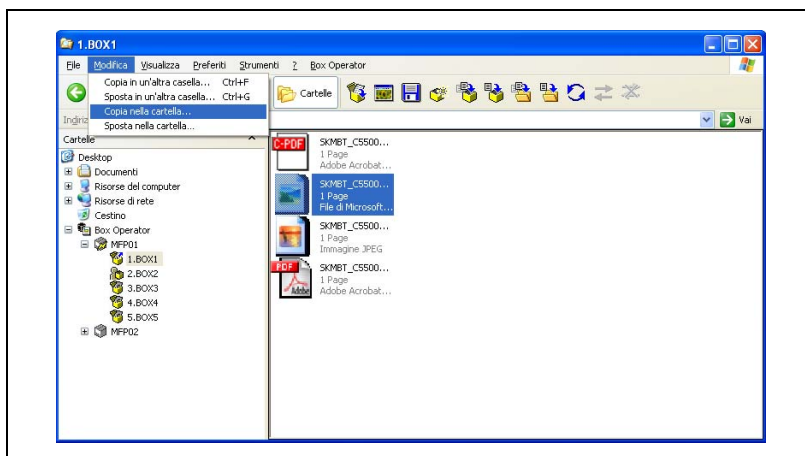 1.BOX1
File Modifica Visualizza Preferiti Strumenti ? Box Operator
Copia in un'altra casella... Ctrl+F
Sposta in un'altra casella... Ctrl+G
Copia nella cartella...
Sposta nella cartella...
Cartelle
Indiriz
Vai
Cartelle
Desktop
Documenti
Risorse del computer
Risorse di rete
Cestino
Box Operator
MFP01
1.BOX1
2.BOX2
3.BOX3
4.BOX4
5.BOX5
MFP02
C-PDF
SKMBT_C5500...
1 Page
Adobe Acrobat...
SKMBT_C5500...
1 Page
File di Microsoft...
SKMBT_C5500...
1 Page
Immagine JPEG
PDF
Adobe
SKMBT_C5500...
1 Page
Adobe Acrobat...